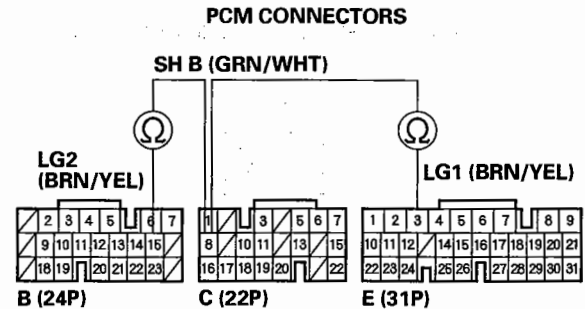 PCM CONNECTORS
SH B (GRN/WHT)
Ω Ω
LG2
(BRN/YEL)
LG1 (BRN/YEL)
2 3 4 5 6 7
9 10 11 12 13 14 15
18 19 20 21 22 23
1 3 5 6 7
8 10 11 13 15
16 17 18 19 20 22
1 2 3 4 5 6 7 8 9
10 11 12 14 15 16 17 18 19 20 21
22 23 24 25 26 27 28 29 30 31
B (24P)
C (22P)
E (31P)